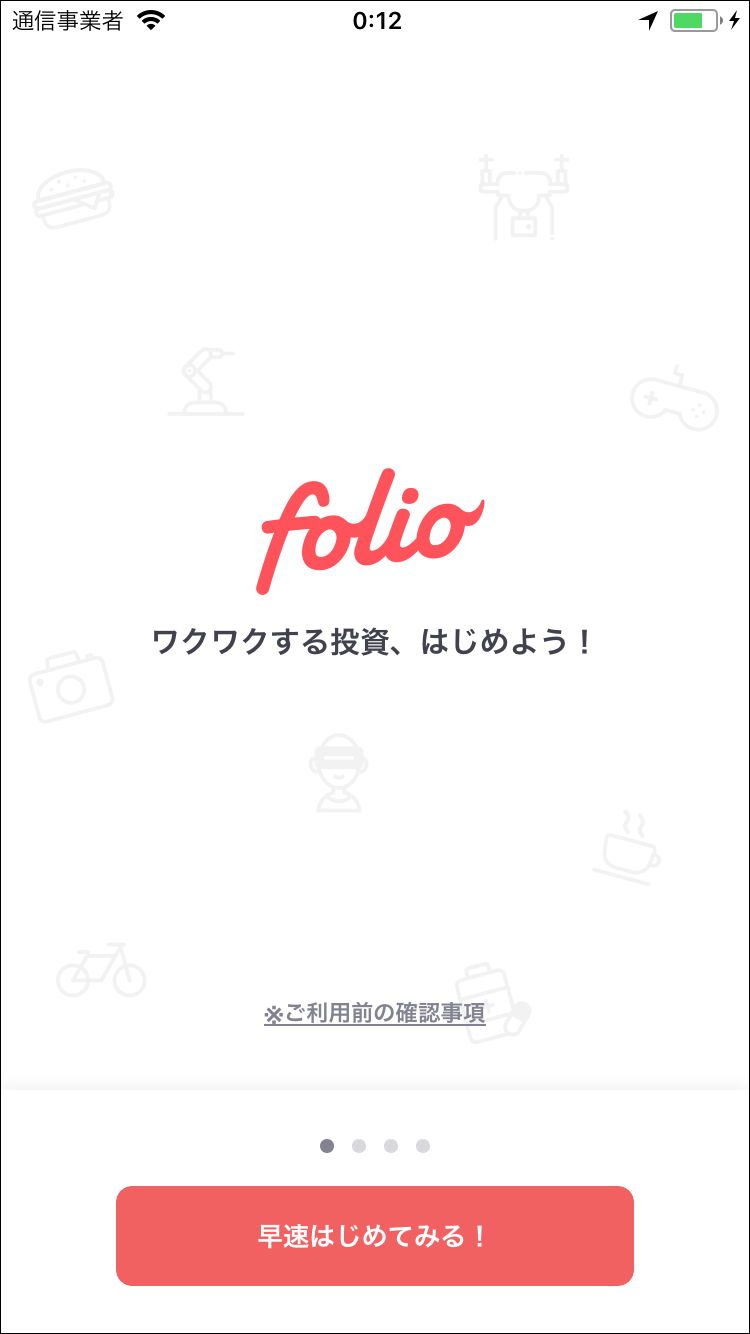 通信事業者
0:12
folio
ワクワクする投資、はじめよう！
※ご利用前の確認事項
早速はじめてみる！